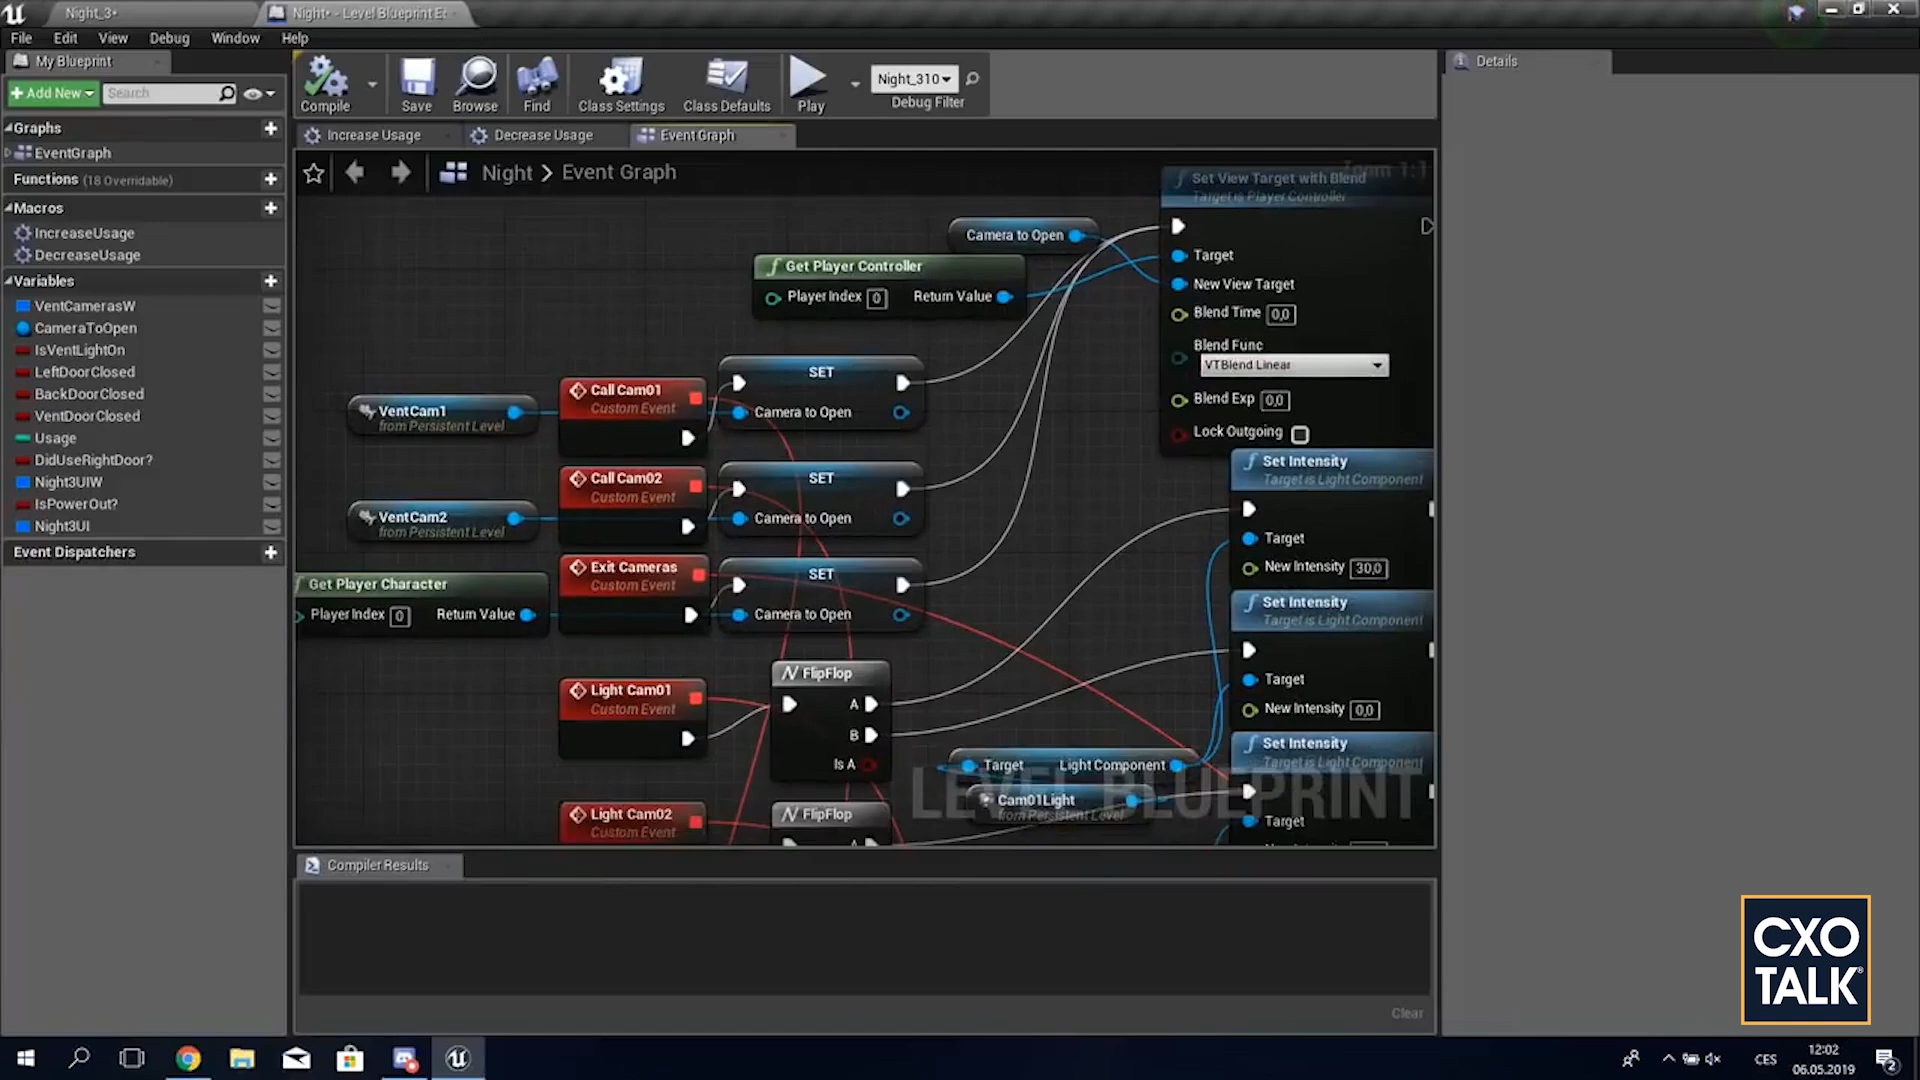 Night_3*
Night* - Level Blueprint Ed
File Edit View Debug Window Help
My Blueprint
Add New
Search
Graphs
EventGraph
Functions (18 Overridable)
Macros
IncreaseUsage
DecreaseUsage
Variables
VentCamerasW
CameraToOpen
IsVentLightOn
LeftDoorClosed
BackDoorClosed
VentDoorClosed
Usage
DidUseRightDoor?
Night3UIW
IsPowerOut?
Night3UI
Event Dispatchers
Compile
Save
Browse
Find
Class Settings
Class Defaults
Play
Night_310
Debug Filter
Details
Increase Usage
Decrease Usage
Event Graph
Night > Event Graph
Zoom 1:1
Set View Target with Blend
Target is Player Controller
Camera to Open
Target
New View Target
Blend Time 0,0
Blend Func
VTBlend Linear
Blend Exp 0,0
Lock Outgoing
Get Player Controller
Player Index 0 Return Value
VentCam1
from Persistent Level
Call Cam01
Custom Event
SET
Camera to Open
VentCam2
from Persistent Level
Call Cam02
Custom Event
SET
Camera to Open
Get Player Character
Player Index 0 Return Value
Exit Cameras
Custom Event
SET
Camera to Open
Set Intensity
Target is Light Component
Target
New Intensity 30,0
Set Intensity
Target is Light Component
Target
New Intensity 0,0
Set Intensity
Target is Light Component
Target
Light Cam01
Custom Event
FlipFlop
A
B
Is A
Target Light Component
Cam01Light
from Persistent Level
LEVEL BLUEPRINT
Light Cam02
Custom Event
FlipFlop
A
Compiler Results
Clear
CXO
TALK®
CES
12:02
06.05.2019
2